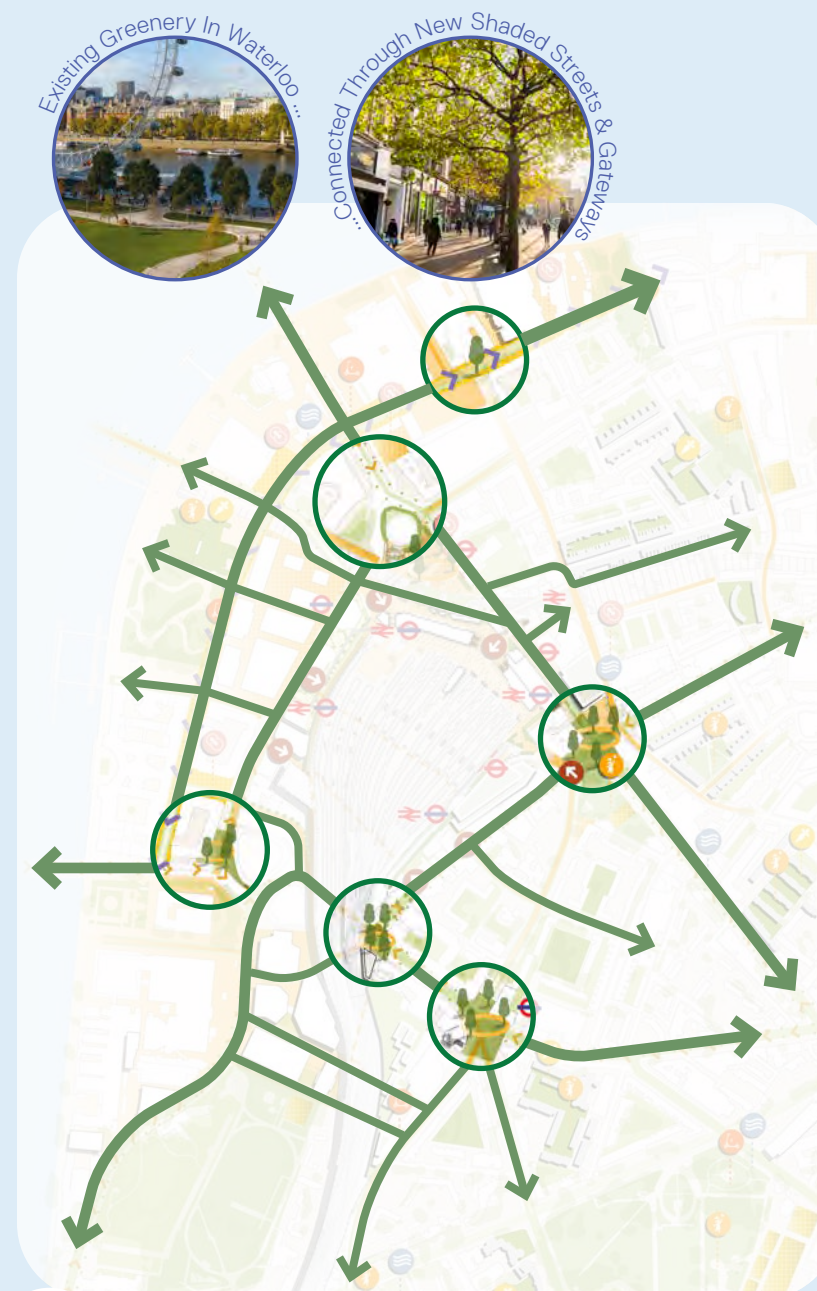 Existing Greenery In Waterloo ...
...Connected Through New Shaded Streets & Gateways